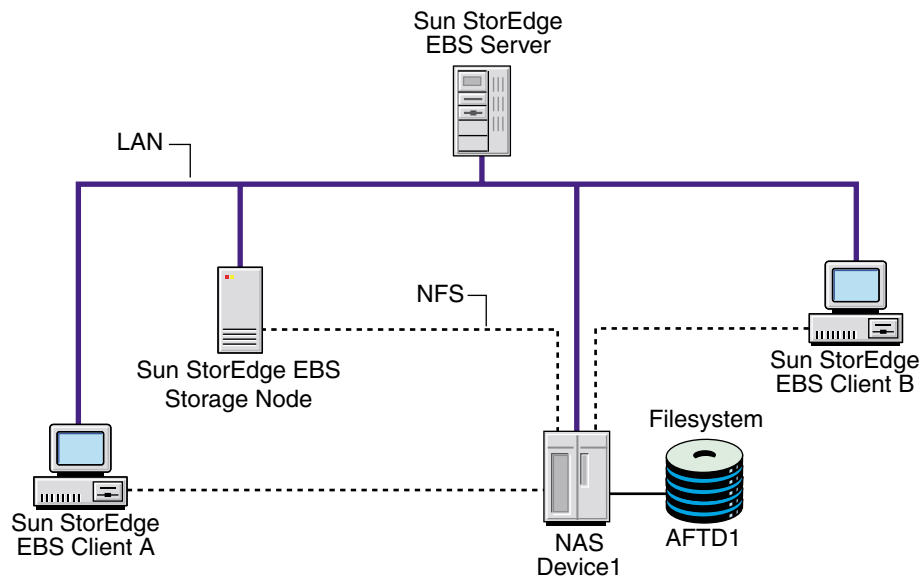 Sun StorEdge
EBS Server
LAN
NFS
Sun StorEdge EBS
Storage Node
Sun StorEdge
EBS Client B
Filesystem
Sun StorEdge
EBS Client A
NAS
Device1
AFTD1